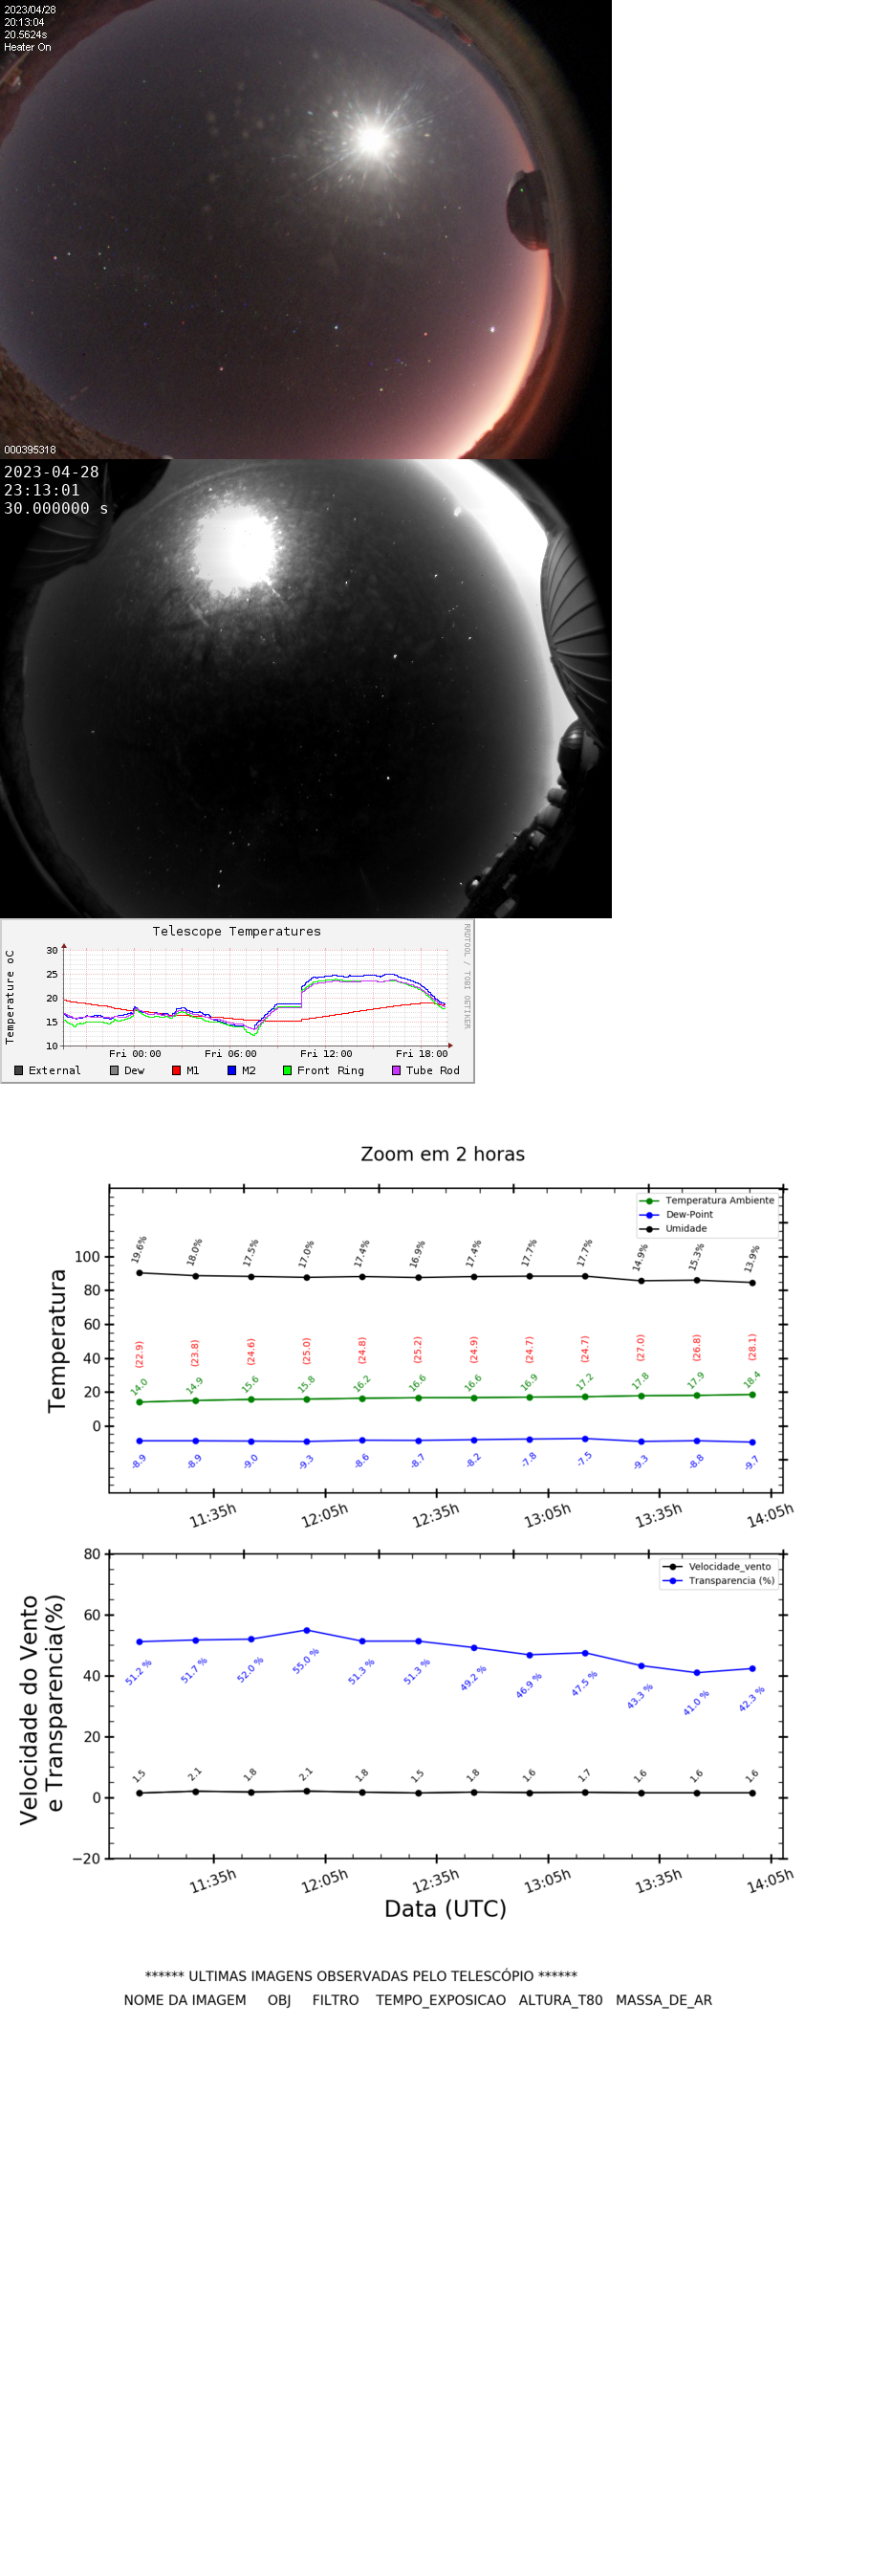 2023/04/28
20:13:04
20.5624s
Heater On
000395318
2023-04-28
23:13:01
30.000000 s
Telescope Temperatures
RRDTOOL / TOBI OETIKER
Temperature oC
30
25
20
15
10
Fri 00:00 Fri 06:00 Fri 12:00 Fri 18:00
External Dew M1 M2 Front Ring Tube Rod
Zoom em 2 horas
Temperatura Ambiente
Dew-Point
Umidade
Temperatura
100
80
60
40
20
0
19.6% 18.0% 17.5% 17.0% 17.4% 16.9% 17.4% 17.7% 17.7% 14.9% 15.3% 13.9%
(22.9) (23.8) (24.6) (25.0) (24.8) (25.2) (24.9) (24.7) (24.7) (27.0) (26.8) (28.1)
14.0 14.9 15.6 15.8 16.2 16.6 16.6 16.9 17.2 17.8 17.9 18.4
-8.9 -8.9 -9.0 -9.3 -8.6 -8.7 -8.2 -7.8 -7.5 -9.3 -8.8 -9.7
11:35h 12:05h 12:35h 13:05h 13:35h 14:05h
Velocidade_vento
Transparencia (%)
Velocidade do Vento
e Transparencia(%)
80
60
40
20
0
−20
51.2 % 51.7 % 52.0 % 55.0 % 51.3 % 51.3 % 49.2 % 46.9 % 47.5 % 43.3 % 41.0 % 42.3 %
1.5 2.1 1.8 2.1 1.8 1.5 1.8 1.6 1.7 1.6 1.6 1.6
11:35h 12:05h 12:35h 13:05h 13:35h 14:05h
Data (UTC)
****** ULTIMAS IMAGENS OBSERVADAS PELO TELESCÓPIO ******
NOME DA IMAGEM OBJ FILTRO TEMPO_EXPOSICAO ALTURA_T80 MASSA_DE_AR